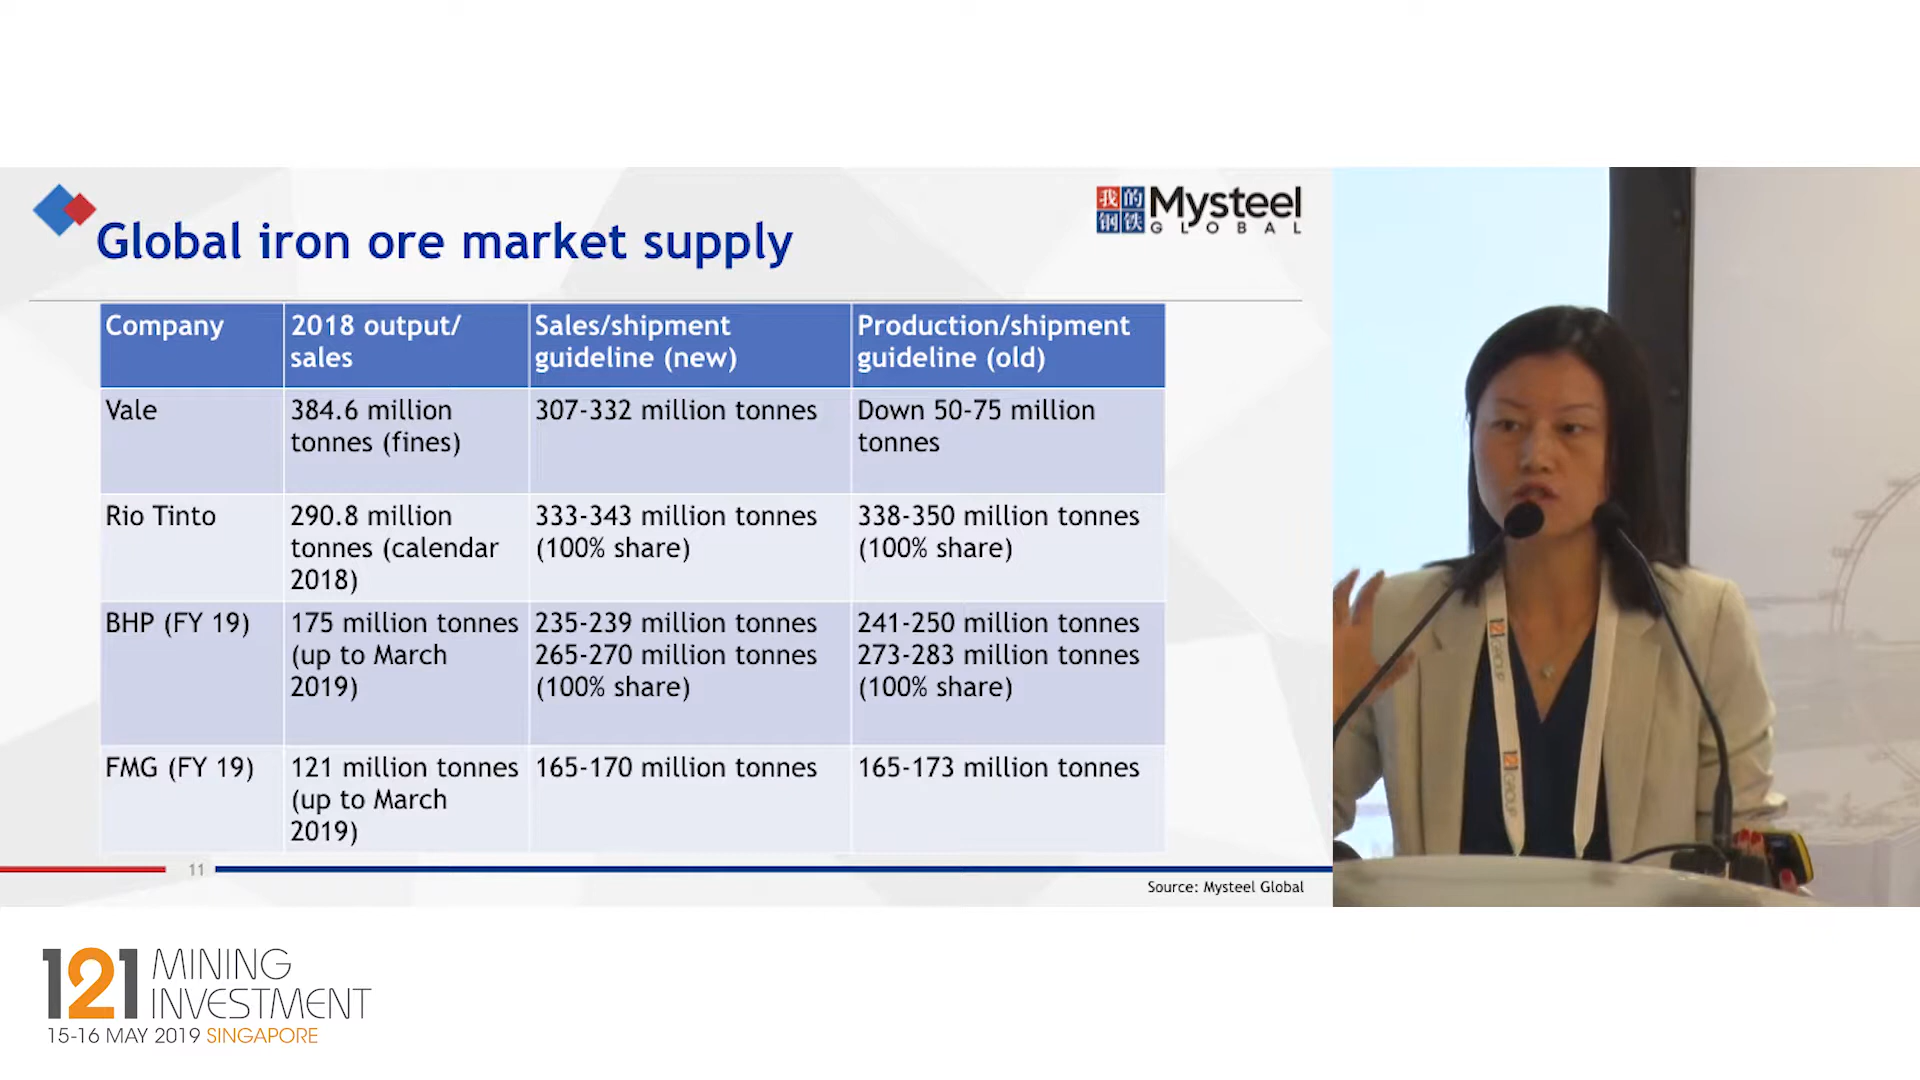 Global iron ore market supply
我的
钢铁
Mysteel
GLOBAL
Company
2018 output/
sales
Sales/shipment
guideline (new)
Production/shipment
guideline (old)
Vale
384.6 million
tonnes (fines)
307-332 million tonnes
Down 50-75 million
tonnes
Rio Tinto
290.8 million
tonnes (calendar
2018)
333-343 million tonnes
(100% share)
338-350 million tonnes
(100% share)
BHP (FY 19)
175 million tonnes
(up to March
2019)
235-239 million tonnes
265-270 million tonnes
(100% share)
241-250 million tonnes
273-283 million tonnes
(100% share)
FMG (FY 19)
121 million tonnes
(up to March
2019)
165-170 million tonnes
165-173 million tonnes
11
Source: Mysteel Global
121 GROUP
121 GROUP
121 MINING
INVESTMENT
15-16 MAY 2019 SINGAPORE